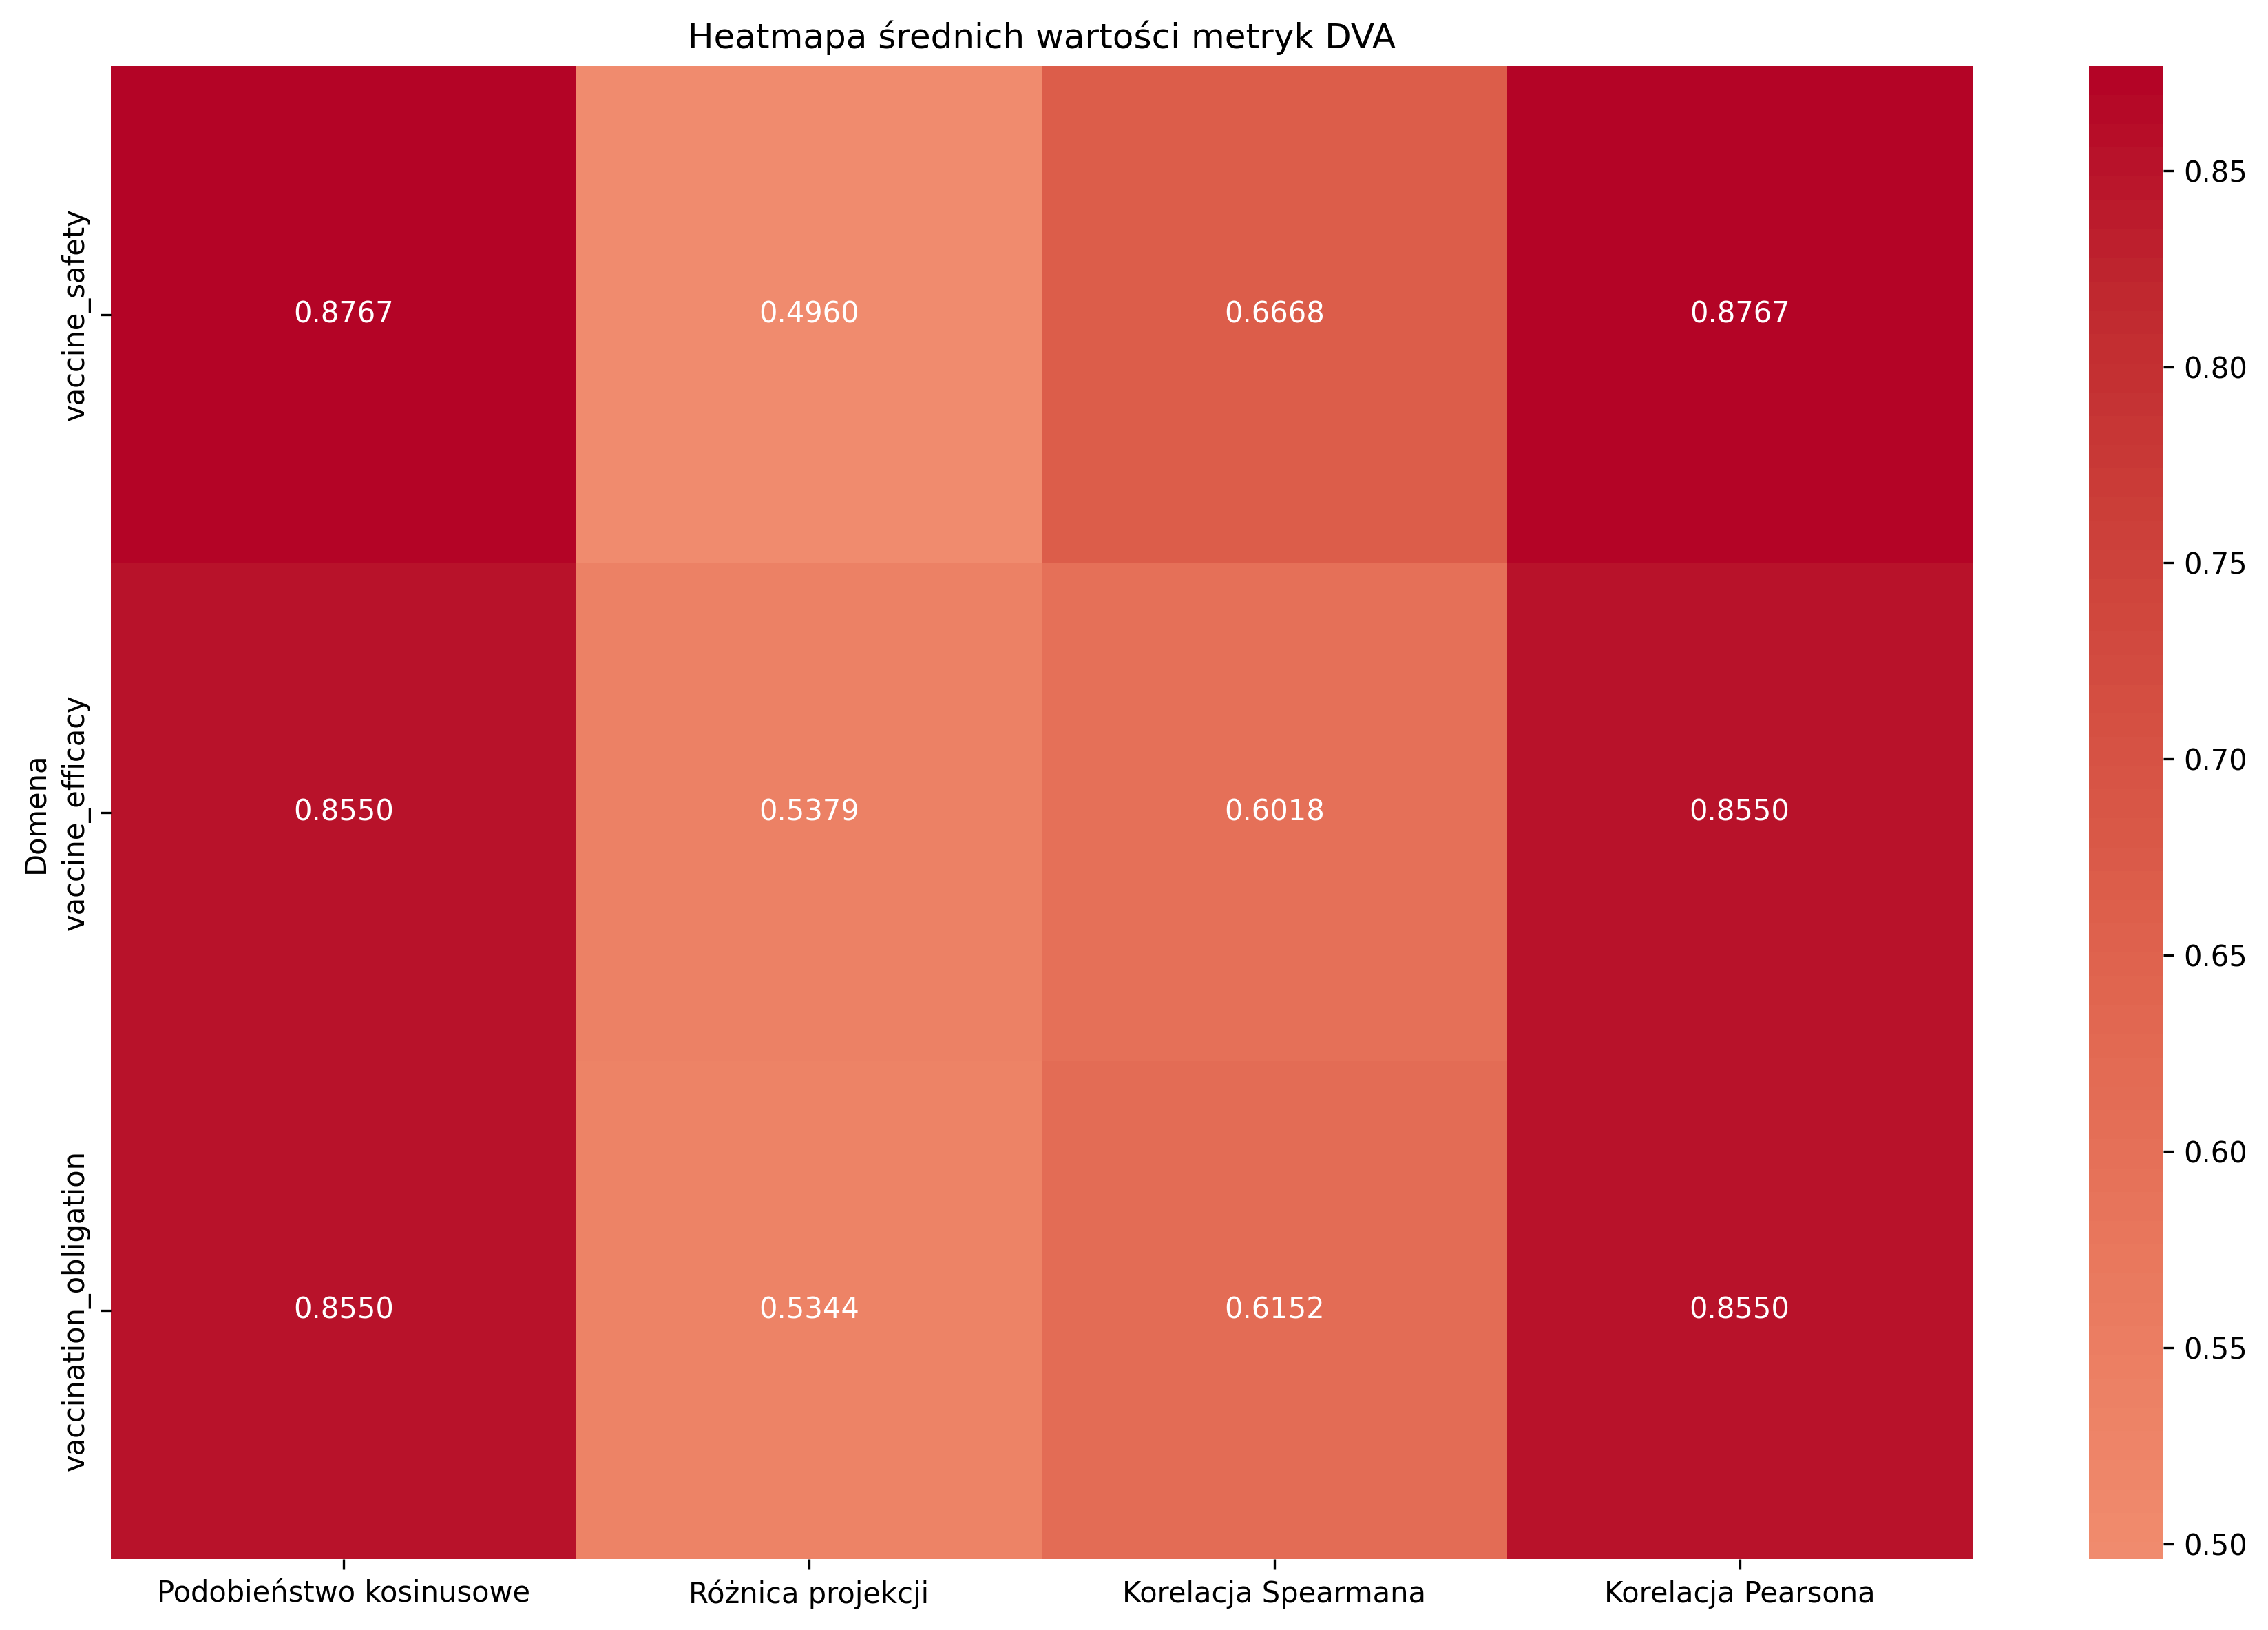 Heatmapa średnich wartości metryk DVA
Domena
vaccine_safety
0.8767 0.4960 0.6668 0.8767
vaccine_efficacy
0.8550 0.5379 0.6018 0.8550
vaccination_obligation
0.8550 0.5344 0.6152 0.8550
Podobieństwo kosinusowe
Różnica projekcji
Korelacja Spearmana
Korelacja Pearsona
0.85
0.80
0.75
0.70
0.65
0.60
0.55
0.50